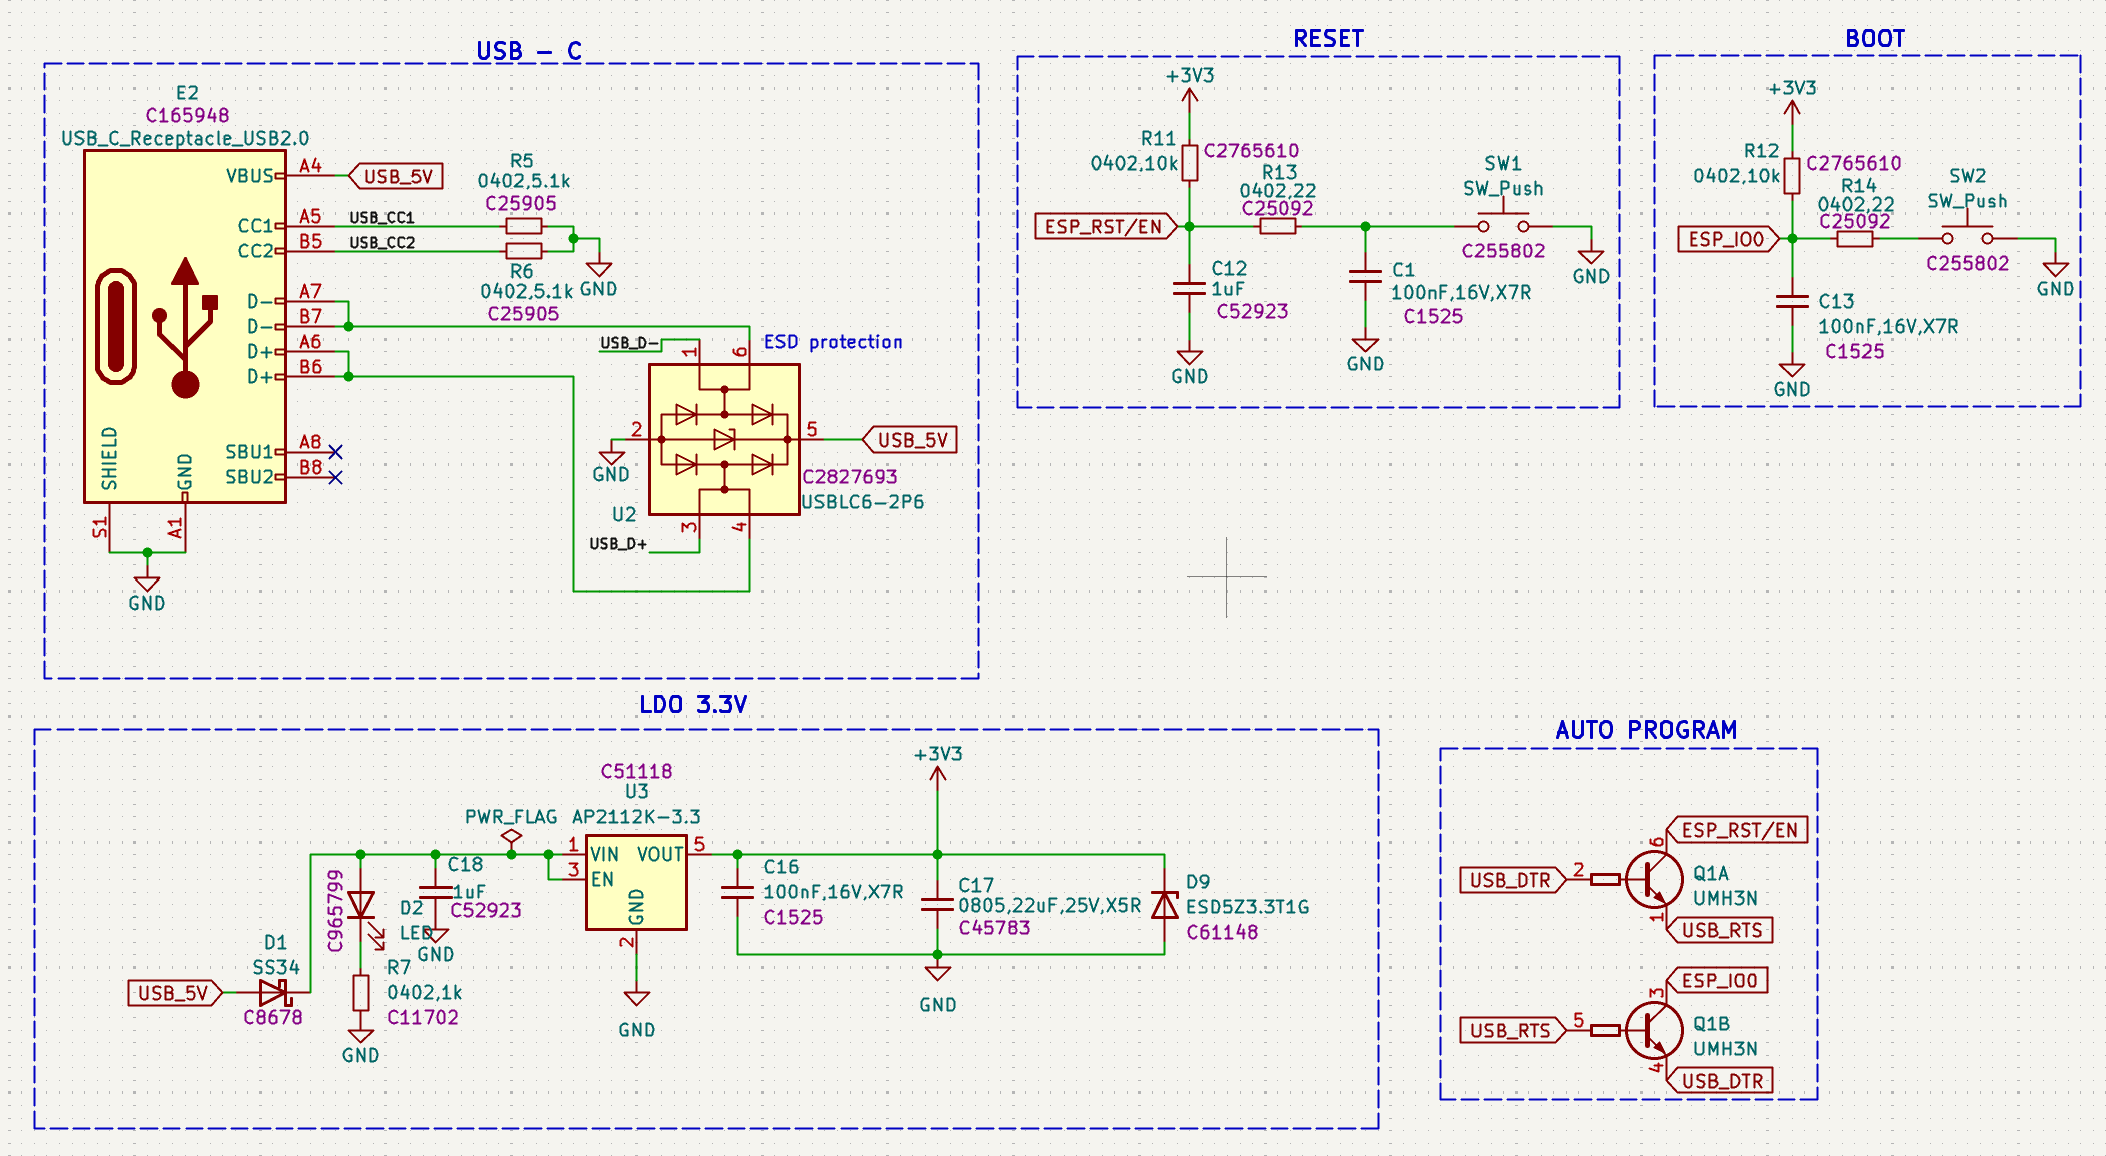 USB - C
E2
C165948
USB_C_Receptacle_USB2.0
VBUS
A4
USB_5V
CC1
A5
USB_CC1
CC2
B5
USB_CC2
R5
0402,5.1k
C25905
R6
0402,5.1k
C25905
GND
D-
A7
D-
B7
D+
A6
D+
B6
SBU1
A8
SBU2
B8
SHIELD
GND
S1
A1
GND
USB_D-
1
6
ESD protection
2
GND
5
USB_5V
C2827693
USBLC6-2P6
U2
3
4
USB_D+
RESET
+3V3
R11
0402,10k
C2765610
R13
0402,22
C25092
SW1
SW_Push
C255802
GND
ESP_RST/EN
C12
1uF
C52923
GND
C1
100nF,16V,X7R
C1525
GND
BOOT
+3V3
R12
0402,10k
C2765610
R14
0402,22
C25092
SW2
SW_Push
C255802
GND
ESP_IO0
C13
100nF,16V,X7R
C1525
GND
LDO 3.3V
C51118
U3
PWR_FLAG
AP2112K-3.3
1
VIN
VOUT
5
3
EN
GND
2
GND
+3V3
C965799
D2
LED
C18
1uF
C52923
GND
D1
SS34
C8678
USB_5V
R7
0402,1k
C11702
GND
C16
100nF,16V,X7R
C1525
C17
0805,22uF,25V,X5R
C45783
GND
D9
ESD5Z3.3T1G
C61148
AUTO PROGRAM
ESP_RST/EN
6
USB_DTR
2
Q1A
UMH3N
1
USB_RTS
ESP_IO0
3
USB_RTS
5
Q1B
UMH3N
4
USB_DTR